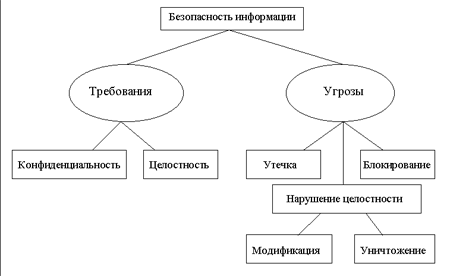 Безопасность информации
Требования
Угрозы
Конфиденциальность
Целостность
Утечка
Блокирование
Нарушение целостности
Модификация
Уничтожение